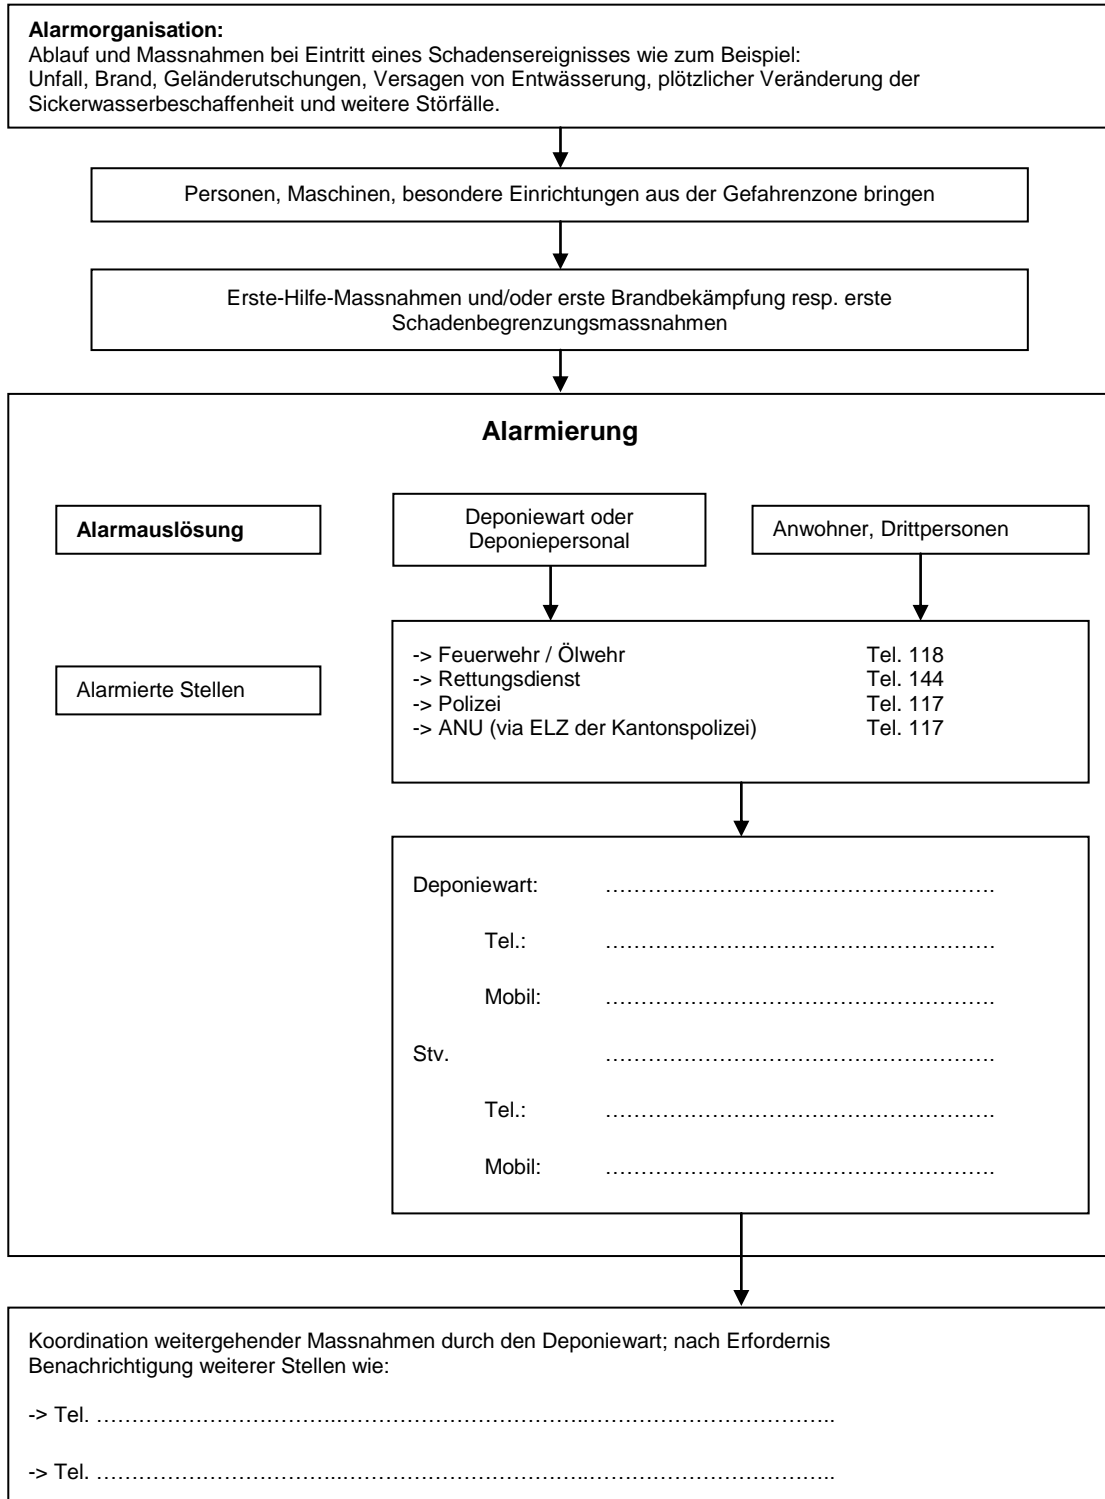 Alarmorganisation:
Ablauf und Massnahmen bei Eintritt eines Schadensereignisses wie zum Beispiel:
Unfall, Brand, Geländerutschungen, Versagen von Entwässerung, plötzlicher Veränderung der
Sickerwasserbeschaffenheit und weitere Störfälle.
Personen, Maschinen, besondere Einrichtungen aus der Gefahrenzone bringen
Erste-Hilfe-Massnahmen und/oder erste Brandbekämpfung resp. erste
Schadenbegrenzungsmassnahmen
Alarmierung
Alarmauslösung
Deponiewart oder
Deponiepersonal
Anwohner, Drittpersonen
Alarmierte Stellen
-> Feuerwehr / Ölwehr Tel. 118
-> Rettungsdienst Tel. 144
-> Polizei Tel. 117
-> ANU (via ELZ der Kantonspolizei) Tel. 117
Deponiewart: ……………………………………………….
Tel.: ……………………………………………….
Mobil: ……………………………………………….
Stv. ……………………………………………….
Tel.: ……………………………………………….
Mobil: ……………………………………………….
Koordination weitergehender Massnahmen durch den Deponiewart; nach Erfordernis
Benachrichtigung weiterer Stellen wie:
-> Tel. ……………………………..……………………………..……………………………..
-> Tel. ……………………………..……………………………..……………………………..